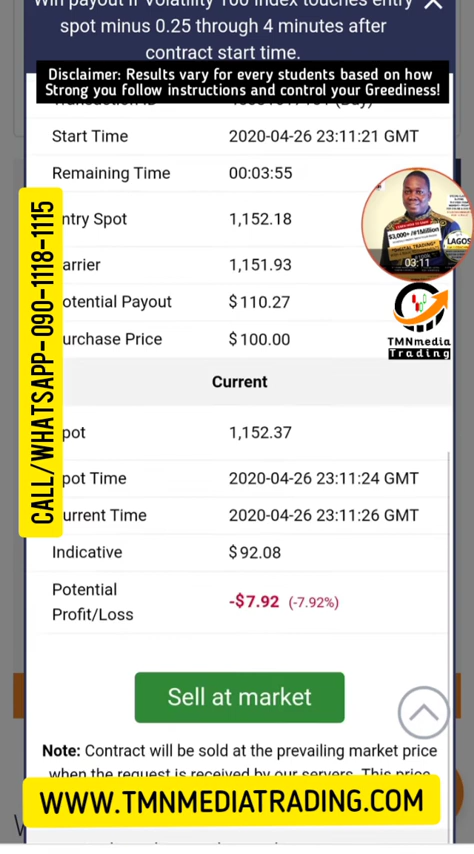 Win payout if Volatility 100 Index touches entry
spot minus 0.25 through 4 minutes after
contract start time.
Disclaimer: Results vary for every students based on how
Strong you follow instructions and control your Greediness!
Start Time 2020-04-26 23:11:21 GMT
Remaining Time 00:03:55
ntry Spot 1,152.18
arrier 1,151.93
otential Payout $110.27
urchase Price $100.00
$3,000+ /#1Million
LAGOS
03:11
TMNmedia
Trading
CALL/WHATSAPP-090-1118-1115
Current
pot 1,152.37
pot Time 2020-04-26 23:11:24 GMT
urrent Time 2020-04-26 23:11:26 GMT
Indicative $92.08
Potential
Profit/Loss -$7.92 (-7.92%)
Sell at market
Note: Contract will be sold at the prevailing market price
when the request is received by our servers. This price
WWW.TMNMEDIATRADING.COM